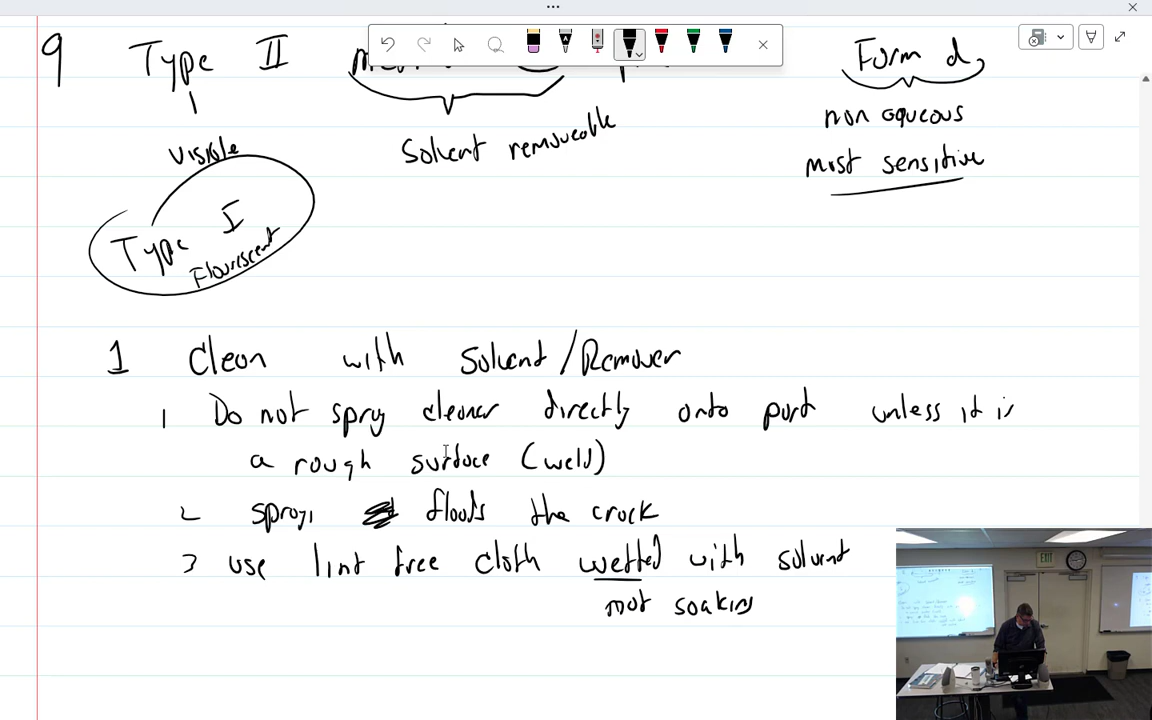 9 Type II Form d
Visible
Solvent removeable
non aqueous
most sensitive
Type I
Flouriscent
1 Clean with Solvent/Remover
1 Do not spray cleaner directly onto part unless it is
a rough surface (weld)
2 spray floods the crack
3 use lint free cloth wetted with solvent
not soaking
EXIT